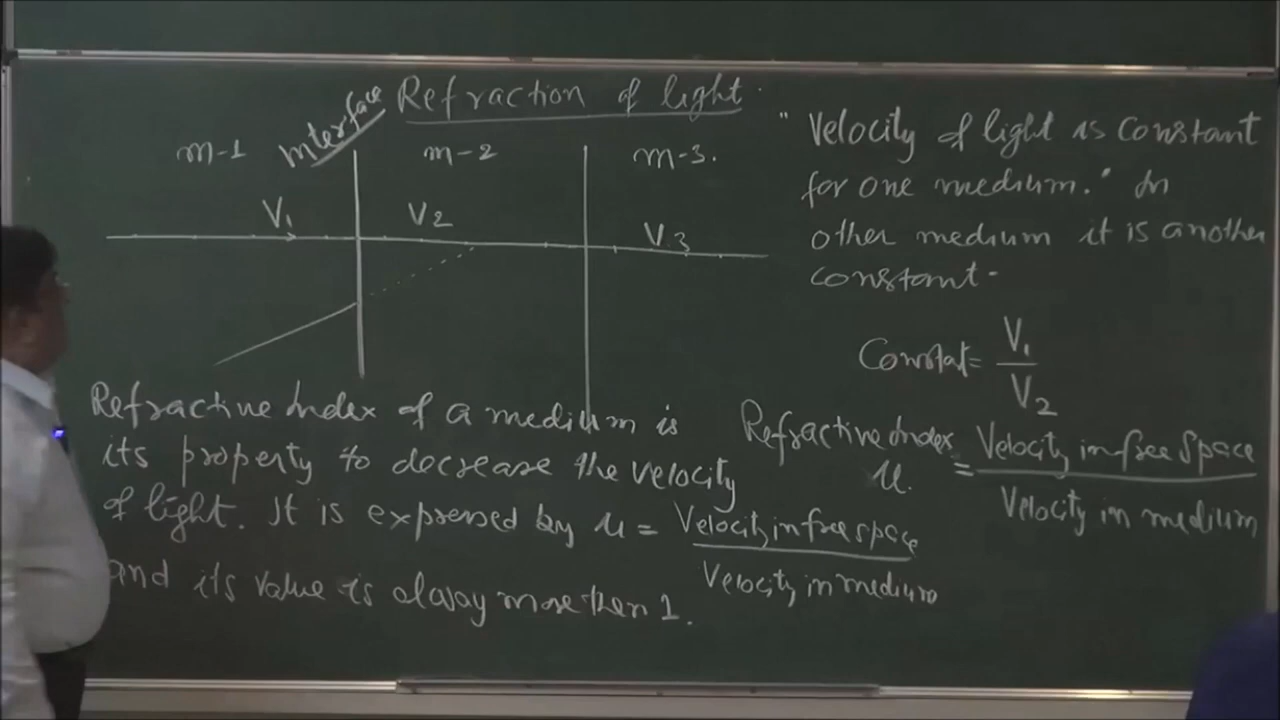 Refraction of light
Interface
m-1 m-2 m-3.
V1 V2 V3
"Velocity of light is constant
for one medium." In
other medium it is another
constant.
Constat = V1
V2
Refractive Index of a medium is
its property to decrease the velocity
of light. It is expressed by u = Velocity in free space
Velocity in medium
and its value is alway more then 1.
Refractive Index u. = Velocity in free space
Velocity in medium